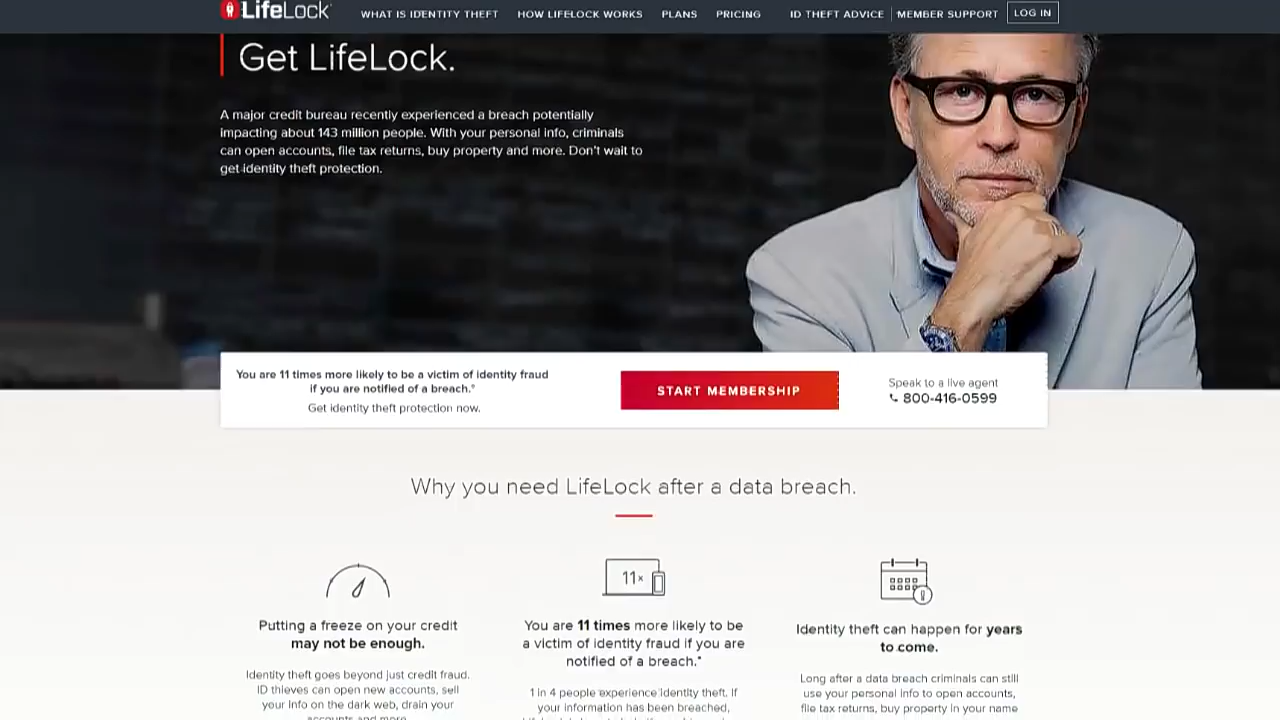 LifeLock
WHAT IS IDENTITY THEFT
HOW LIFELOCK WORKS
PLANS
PRICING
ID THEFT ADVICE
MEMBER SUPPORT
LOG IN
Get LifeLock.
A major credit bureau recently experienced a breach potentially
impacting about 143 million people. With your personal info, criminals
can open accounts, file tax returns, buy property and more. Don't wait to
get identity theft protection.
You are 11 times more likely to be a victim of identity fraud
if you are notified of a breach.*
Get identity theft protection now.
START MEMBERSHIP
Speak to a live agent
800-416-0599
Why you need LifeLock after a data breach.
Putting a freeze on your credit
may not be enough.
Identity theft goes beyond just credit fraud.
ID thieves can open new accounts, sell
your info on the dark web, drain your
accounts and more.
11x
You are 11 times more likely to be
a victim of identity fraud if you are
notified of a breach.*
1 in 4 people experience identity theft. If
your information has been breached,
Identity theft can happen for years
to come.
Long after a data breach criminals can still
use your personal info to open accounts,
file tax returns, buy property in your name